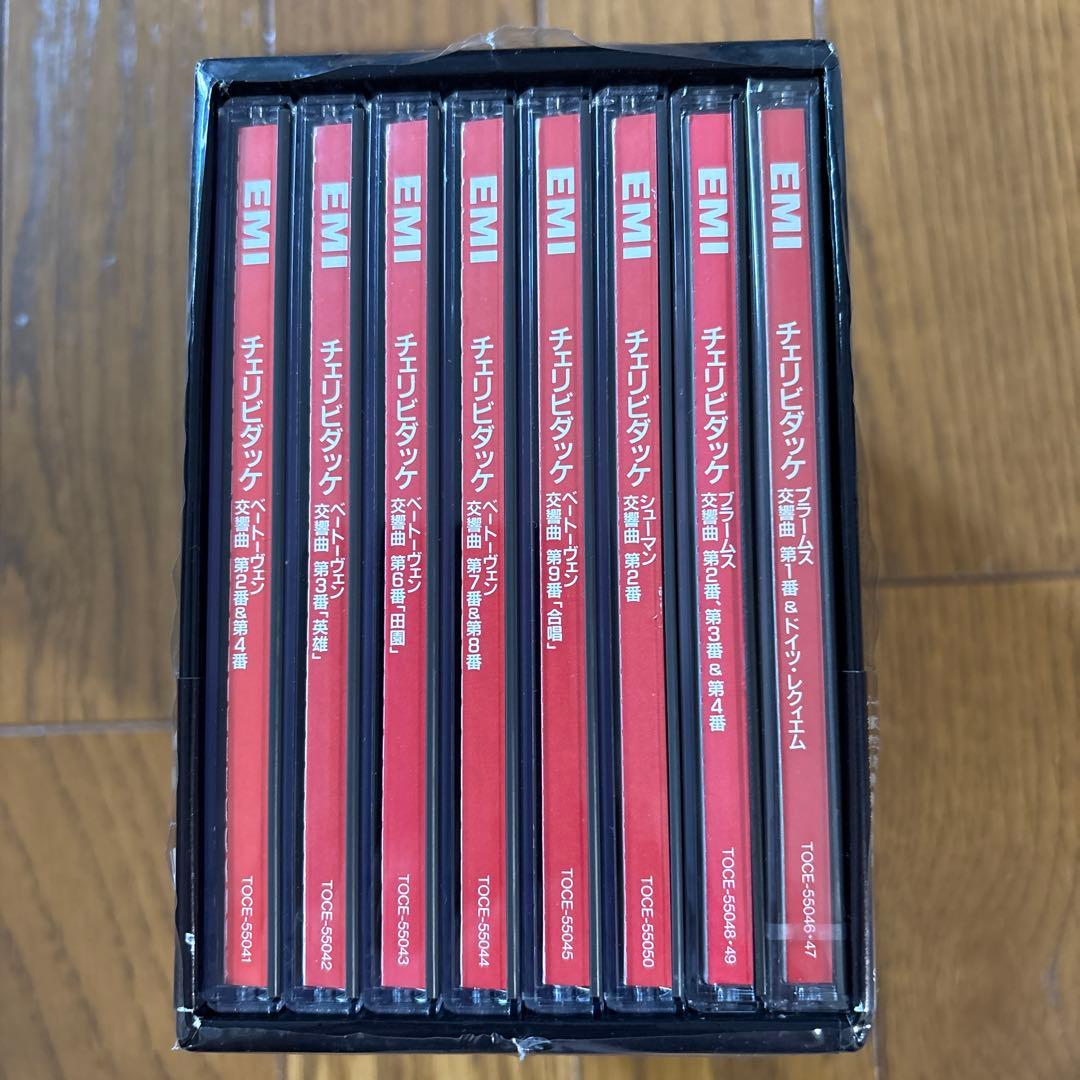 EMI
チェリビダッケ
ベートーヴェン
交響曲 第2番&第4番
TOCE-55041
EMI
チェリビダッケ
ベートーヴェン
交響曲 第3番「英雄」
TOCE-55042
EMI
チェリビダッケ
ベートーヴェン
交響曲 第6番「田園」
TOCE-55043
EMI
チェリビダッケ
ベートーヴェン
交響曲 第7番&第8番
TOCE-55044
EMI
チェリビダッケ
ベートーヴェン
交響曲 第9番「合唱」
TOCE-55045
EMI
チェリビダッケ
シューマン
交響曲 第2番
TOCE-55050
EMI
チェリビダッケ
ブラームス
交響曲 第2番、第3番 & 第4番
TOCE-55048・49
EMI
チェリビダッケ
ブラームス
交響曲 第1番 & ドイツ・レクィエム
TOCE-55046・47